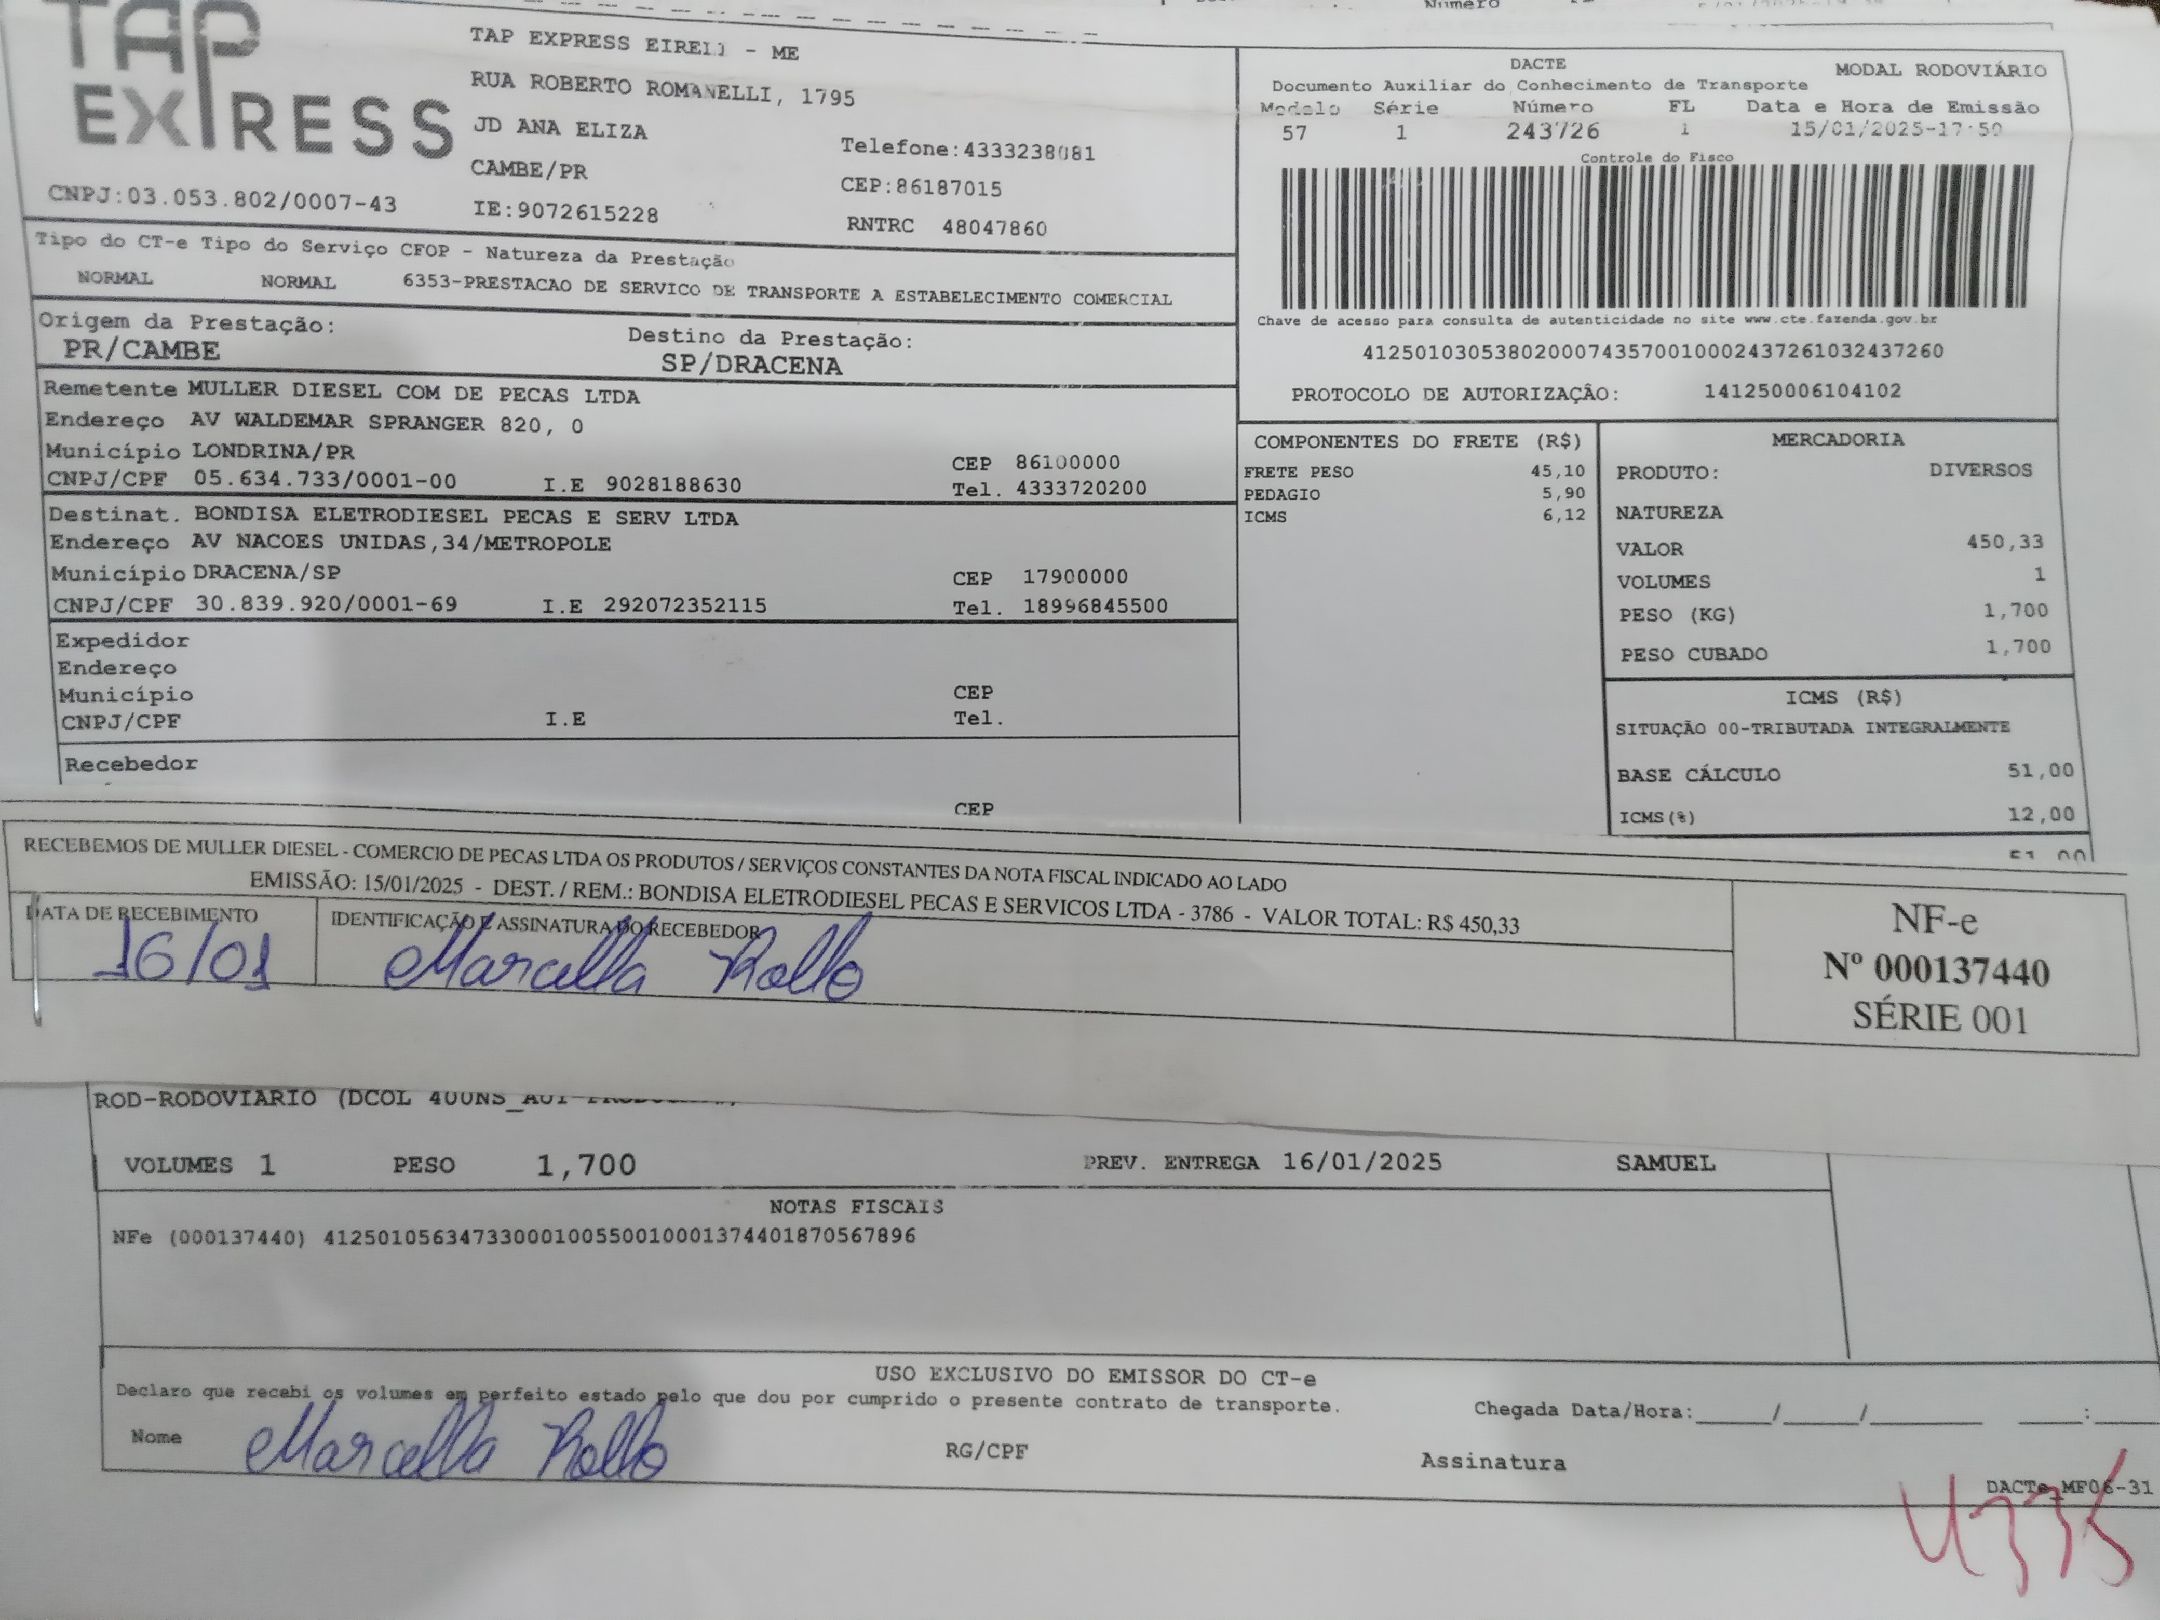 Número
TAP
EXPRESS
CNPJ:03.053.802/0007-43
TAP EXPRESS EIRELI - ME
RUA ROBERTO ROMANELLI, 1795
JD ANA ELIZA
CAMBE/PR
IE:9072615228
Telefone:4333238081
CEP:86187015
RNTRC 48047860
DACTE
MODAL RODOVIÁRIO
Documento Auxiliar do Conhecimento de Transporte
Modelo Série Número FL Data e Hora de Emissão
57 1 243726 1 15/01/2025-17:50
Controle do Fisco
Chave de acesso para consulta de autenticidade no site www.cte.fazenda.gov.br
41250103053802000743570010002437261032437260
PROTOCOLO DE AUTORIZAÇÃO: 141250006104102
Tipo do CT-e Tipo do Serviço CFOP - Natureza da Prestação
NORMAL NORMAL 6353-PRESTACAO DE SERVICO DE TRANSPORTE A ESTABELECIMENTO COMERCIAL
Origem da Prestação: Destino da Prestação:
PR/CAMBE SP/DRACENA
Remetente MULLER DIESEL COM DE PECAS LTDA
Endereço AV WALDEMAR SPRANGER 820, 0
Município LONDRINA/PR CEP 86100000
CNPJ/CPF 05.634.733/0001-00 I.E 9028188630 Tel. 4333720200
Destinat. BONDISA ELETRODIESEL PECAS E SERV LTDA
Endereço AV NACOES UNIDAS,34/METROPOLE
Município DRACENA/SP CEP 17900000
CNPJ/CPF 30.839.920/0001-69 I.E 292072352115 Tel. 18996845500
Expedidor
Endereço
Município CEP
CNPJ/CPF I.E Tel.
Recebedor
CEP
COMPONENTES DO FRETE (R$)
FRETE PESO 45,10
PEDAGIO 5,90
ICMS 6,12
MERCADORIA
PRODUTO: DIVERSOS
NATUREZA
VALOR 450,33
VOLUMES 1
PESO (KG) 1,700
PESO CUBADO 1,700
ICMS (R$)
SITUAÇÃO 00-TRIBUTADA INTEGRALMENTE
BASE CÁLCULO 51,00
ICMS(%) 12,00
51,00
RECEBEMOS DE MULLER DIESEL - COMERCIO DE PECAS LTDA OS PRODUTOS / SERVIÇOS CONSTANTES DA NOTA FISCAL INDICADO AO LADO
EMISSÃO: 15/01/2025 - DEST. / REM.: BONDISA ELETRODIESEL PECAS E SERVICOS LTDA - 3786 - VALOR TOTAL: R$ 450,33
DATA DE RECEBIMENTO IDENTIFICAÇÃO E ASSINATURA DO RECEBEDOR
16/01 Marcella Rollo
NF-e
Nº 000137440
SÉRIE 001
ROD-RODOVIARIO (DCOL
VOLUMES 1 PESO 1,700 PREV. ENTREGA 16/01/2025 SAMUEL
NOTAS FISCAIS
NFe (000137440) 41250105634733000100550010001374401870567896
USO EXCLUSIVO DO EMISSOR DO CT-e
Declaro que recebi os volumes em perfeito estado pelo que dou por cumprido o presente contrato de transporte.
Chegada Data/Hora:____/____/______ ____:____
Nome Marcella Rollo RG/CPF Assinatura
DACTe_MF06-31